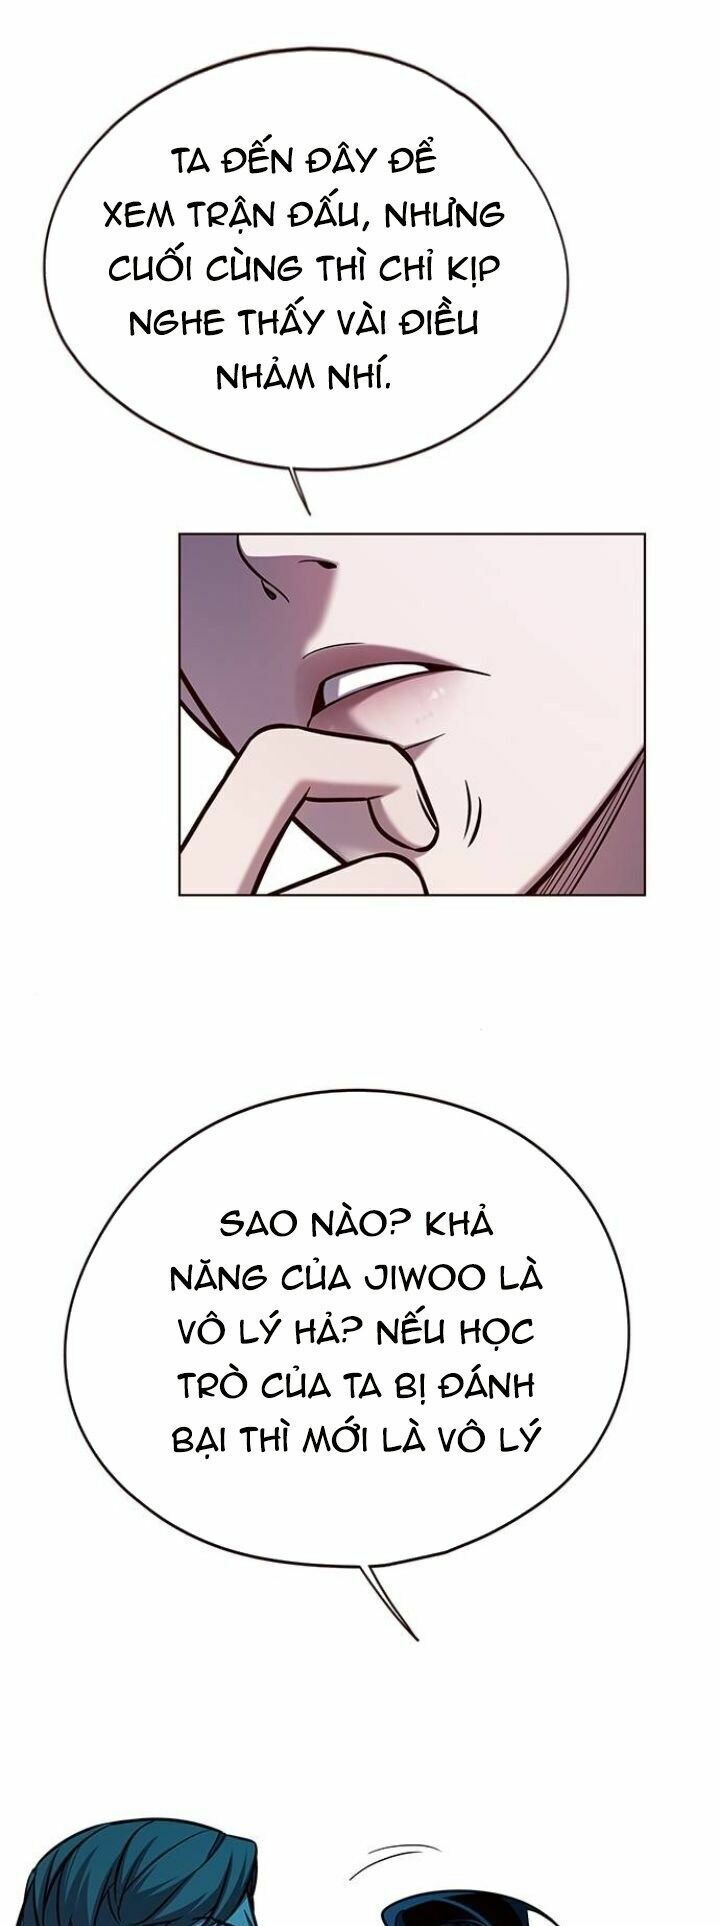 TA ĐẾN ĐÂY ĐỂ
XEM TRẬN ĐẤU, NHƯNG
CUỐI CÙNG THÌ CHỈ KỊP
NGHE THẤY VÀI ĐIỀU
NHẢM NHÍ.
SAO NÀO? KHẢ
NĂNG CỦA JIWOO LÀ
VÔ LÝ HẢ? NẾU HỌC
TRÒ CỦA TA BỊ ĐÁNH
BẠI THÌ MỚI LÀ VÔ LÝ